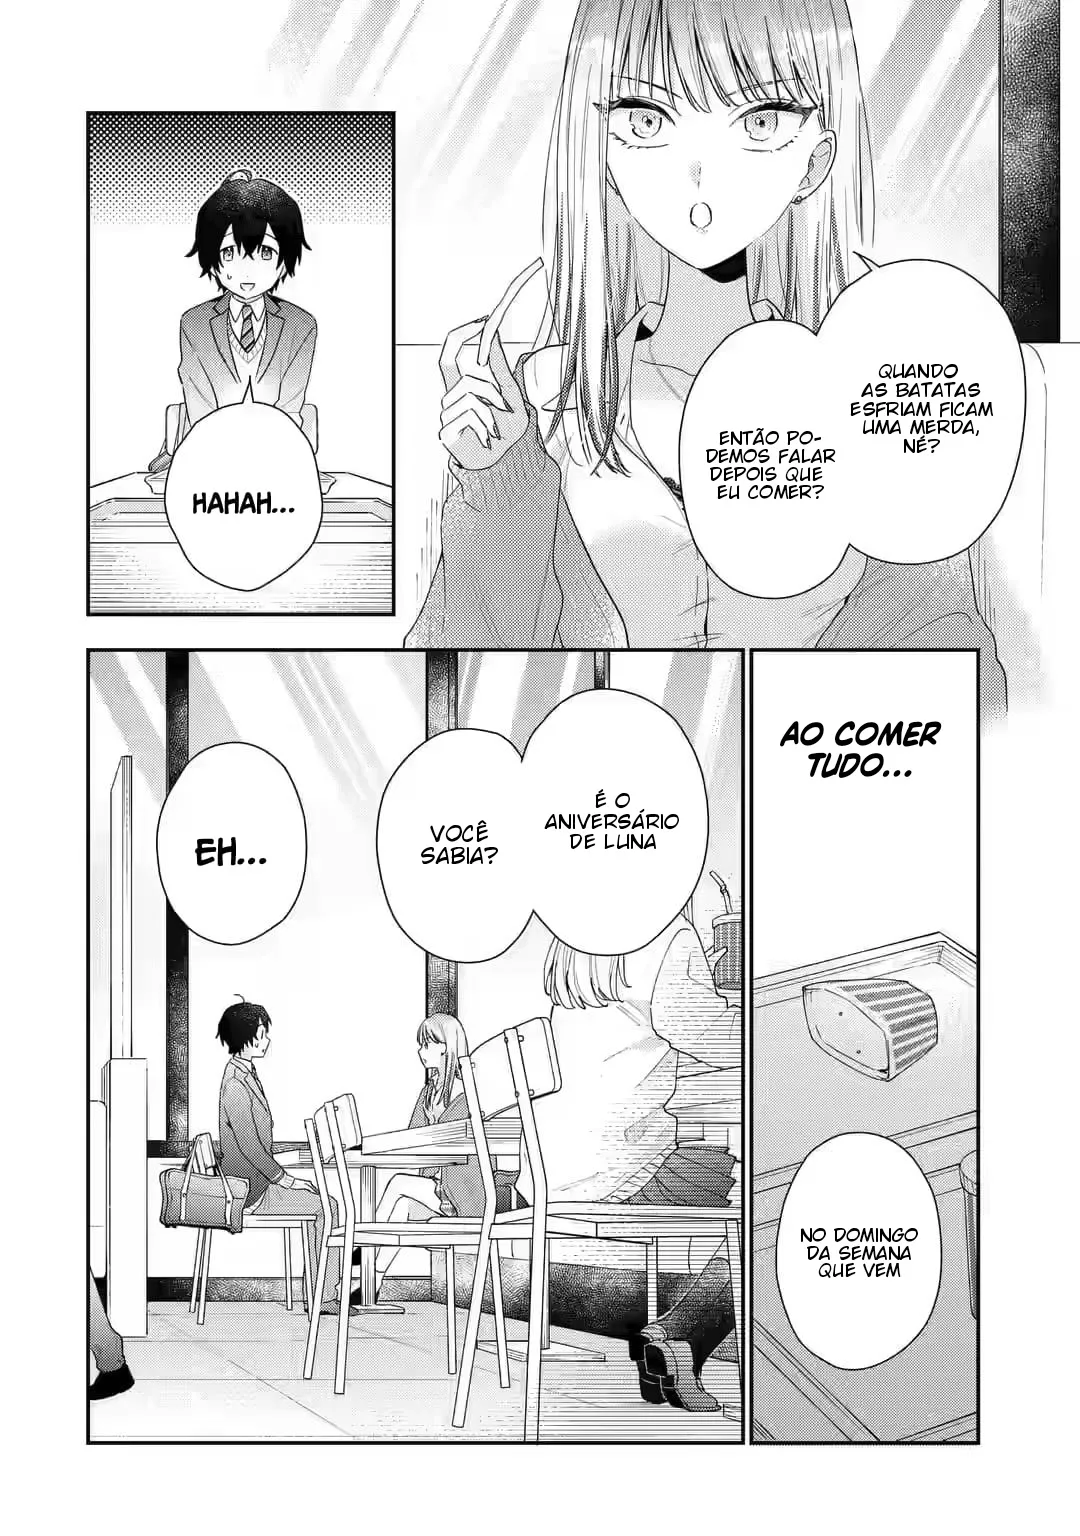 QUANDO
AS BATATAS
ESFRIAM FICAM
UMA MERDA,
NÉ?
ENTÃO PO-
DEMOS FALAR
DEPOIS QUE
EU COMER?
HAHAH...
AO COMER
TUDO...
NO DOMINGO
DA SEMANA
QUE VEM
É O
ANIVERSÁRIO
DE LUNA
VOCÊ
SABIA?
EH...